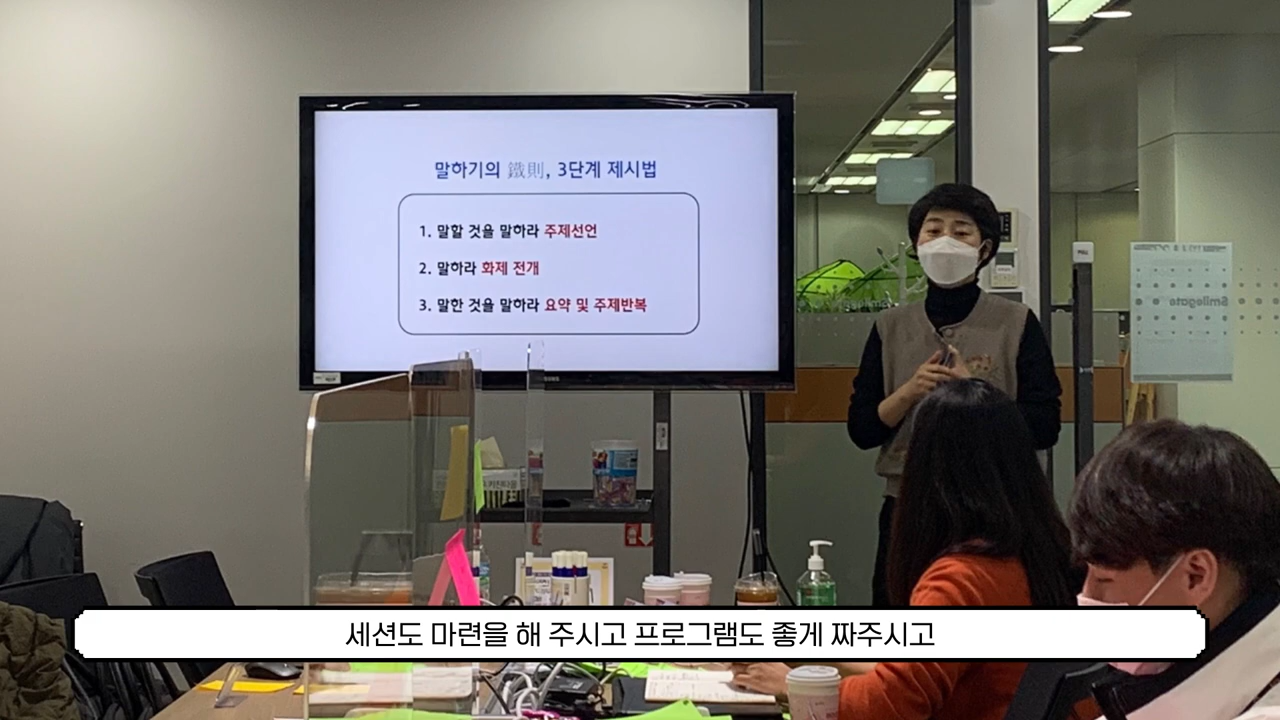 말하기의 鐵則, 3단계 제시법
1. 말할 것을 말하라 주제선언
2. 말하라 화제 전개
3. 말한 것을 말하라 요약 및 주제반복
Smilegate
Smilegate
세션도 마련을 해 주시고 프로그램도 좋게 짜주시고